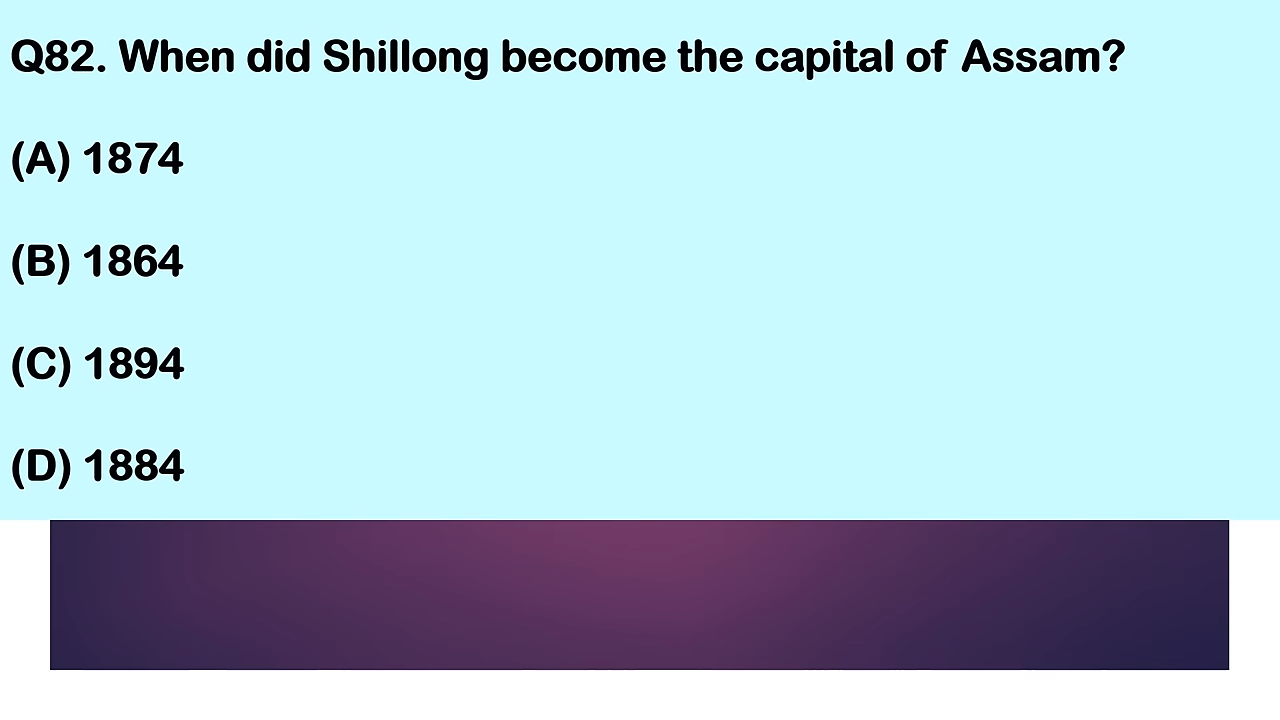 Q82. When did Shillong become the capital of Assam?
(A) 1874
(B) 1864
(C) 1894
(D) 1884